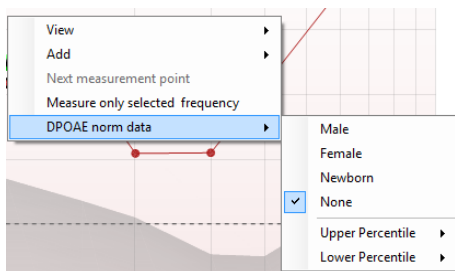 View
Add
Next measurement point
Measure only selected frequency
DPOAE norm data
Male
Female
Newborn
None
Upper Percentile
Lower Percentile